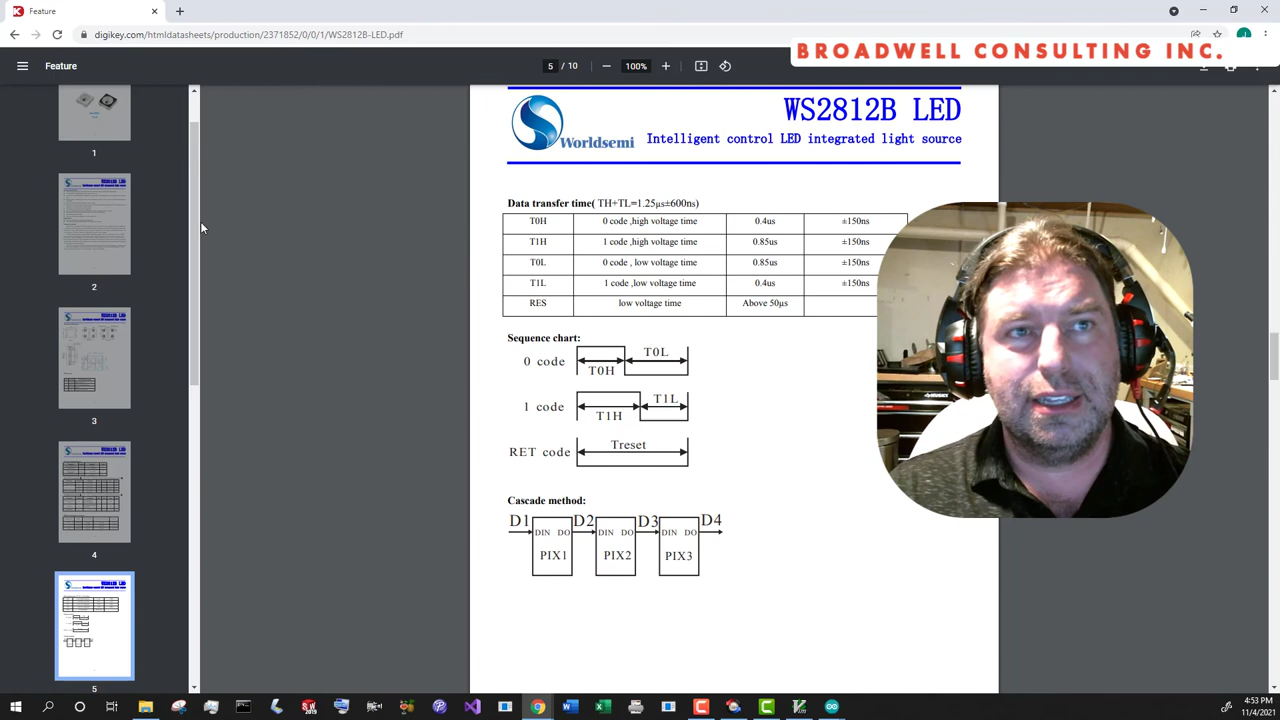 Feature
digikey.com/htmldatasheets/production/2371852/0/0/1/WS2812B-LED.pdf
BROADWELL CONSULTING INC.
Feature
5 / 10
100%
WS2812B LED
Worldsemi
Intelligent control LED integrated light source
Data transfer time( TH+TL=1.25µs±600ns)
T0H 0 code ,high voltage time 0.4us ±150ns
T1H 1 code ,high voltage time 0.85us ±150ns
T0L 0 code , low voltage time 0.85us ±150ns
T1L 1 code ,low voltage time 0.4us ±150ns
RES low voltage time Above 50µs
Sequence chart:
0 code T0H T0L
1 code T1H T1L
RET code Treset
Cascade method:
D1 D2 D3 D4
DIN DO DIN DO DIN DO
PIX1 PIX2 PIX3
1
2
3
4
5
4:53 PM
11/4/2021